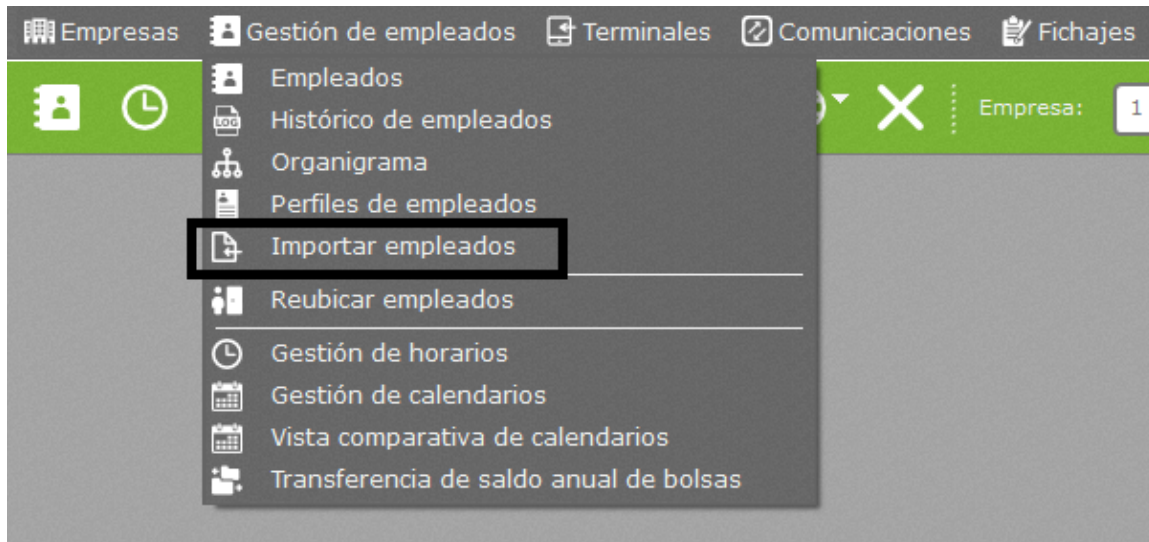 Empresas Gestión de empleados Terminales Comunicaciones Fichajes
Empleados
Empresa: 1
LOG Histórico de empleados
Organigrama
Perfiles de empleados
Importar empleados
Reubicar empleados
Gestión de horarios
Gestión de calendarios
Vista comparativa de calendarios
Transferencia de saldo anual de bolsas